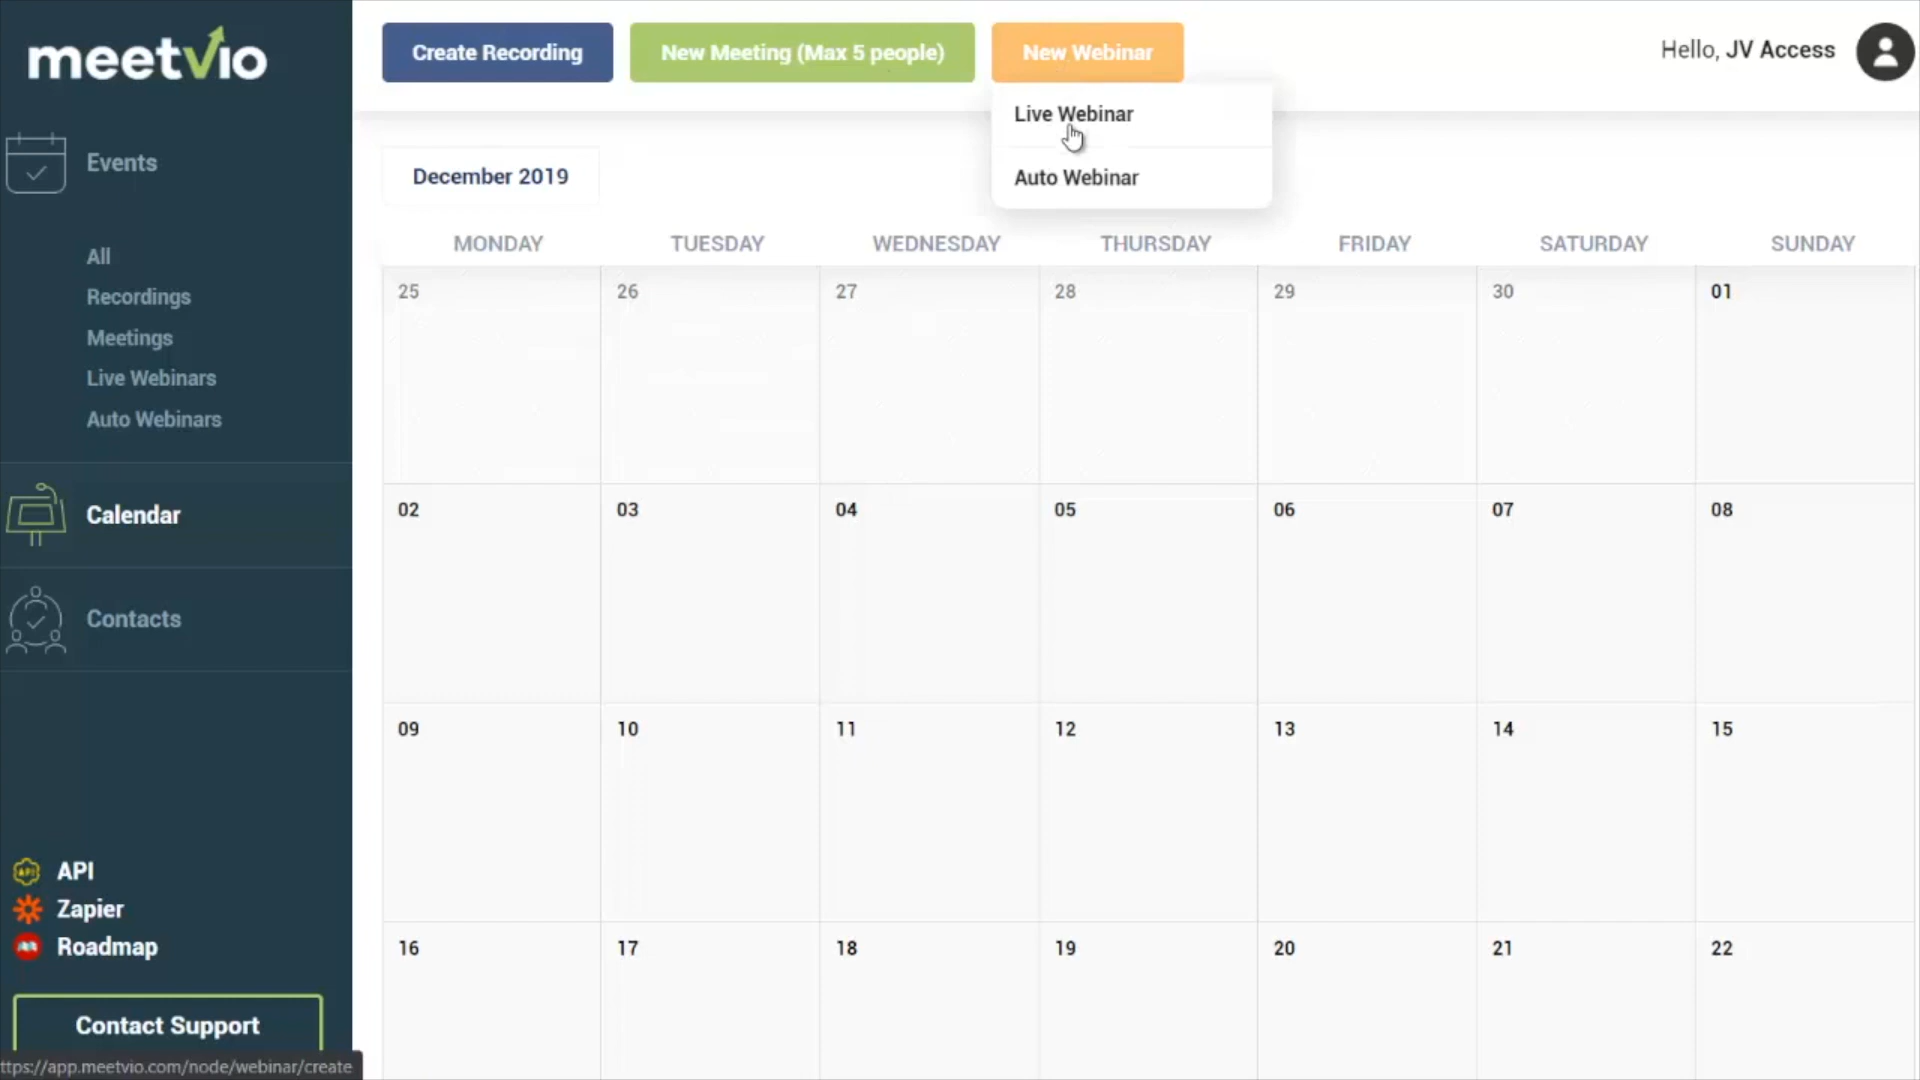 meetvio
Create Recording
New Meeting (Max 5 people)
New Webinar
Hello, JV Access
Live Webinar
Auto Webinar
Events
All
Recordings
Meetings
Live Webinars
Auto Webinars
Calendar
Contacts
API
API
Zapier
Roadmap
Contact Support
ttps://app.meetvio.com/node/webinar/create
December 2019
MONDAY TUESDAY WEDNESDAY THURSDAY FRIDAY SATURDAY SUNDAY
25 26 27 28 29 30 01
02 03 04 05 06 07 08
09 10 11 12 13 14 15
16 17 18 19 20 21 22